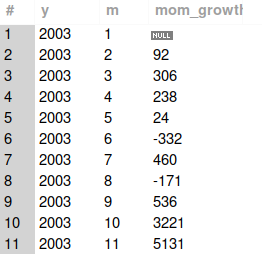 # y m mom_growth
1 2003 1 NULL
2 2003 2 92
3 2003 3 306
4 2003 4 238
5 2003 5 24
6 2003 6 -332
7 2003 7 460
8 2003 8 -171
9 2003 9 536
10 2003 10 3221
11 2003 11 5131